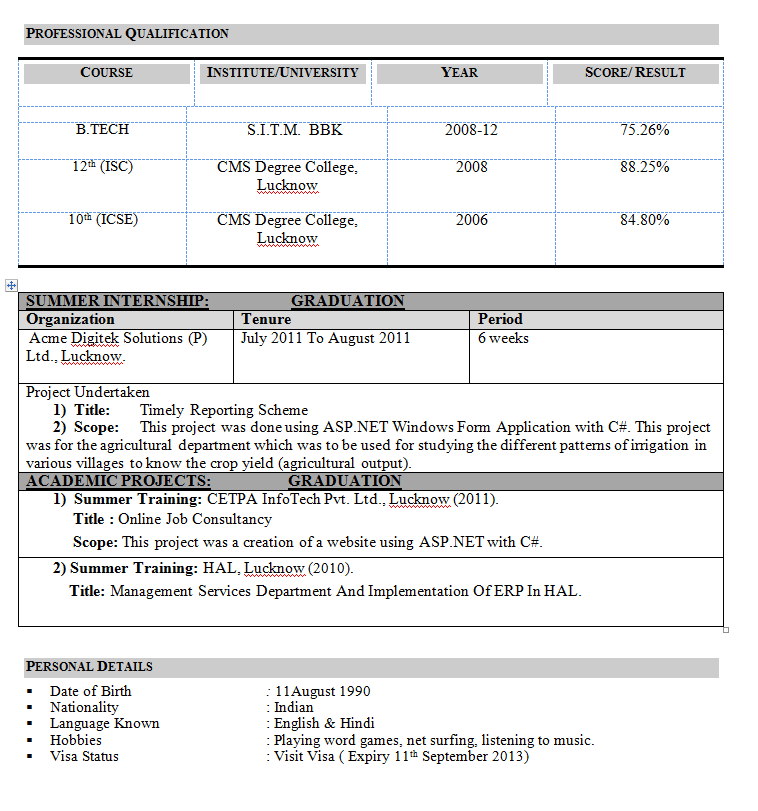 PROFESSIONAL QUALIFICATION
COURSE INSTITUTE/UNIVERSITY YEAR SCORE/ RESULT
B.TECH S.I.T.M. BBK 2008-12 75.26%
12th (ISC) CMS Degree College, 2008 88.25%
Lucknow
10th (ICSE) CMS Degree College, 2006 84.80%
Lucknow
SUMMER INTERNSHIP: GRADUATION
Organization Tenure Period
Acme Digitek Solutions (P) July 2011 To August 2011 6 weeks
Ltd., Lucknow.
Project Undertaken
1) Title: Timely Reporting Scheme
2) Scope: This project was done using ASP.NET Windows Form Application with C#. This project
was for the agricultural department which was to be used for studying the different patterns of irrigation in
various villages to know the crop yield (agricultural output).
ACADEMIC PROJECTS: GRADUATION
1) Summer Training: CETPA InfoTech Pvt. Ltd., Lucknow (2011).
Title : Online Job Consultancy
Scope: This project was a creation of a website using ASP.NET with C#.
2) Summer Training: HAL, Lucknow (2010).
Title: Management Services Department And Implementation Of ERP In HAL.
PERSONAL DETAILS
▪ Date of Birth : 11August 1990
▪ Nationality : Indian
▪ Language Known : English & Hindi
▪ Hobbies : Playing word games, net surfing, listening to music.
▪ Visa Status : Visit Visa ( Expiry 11th September 2013)